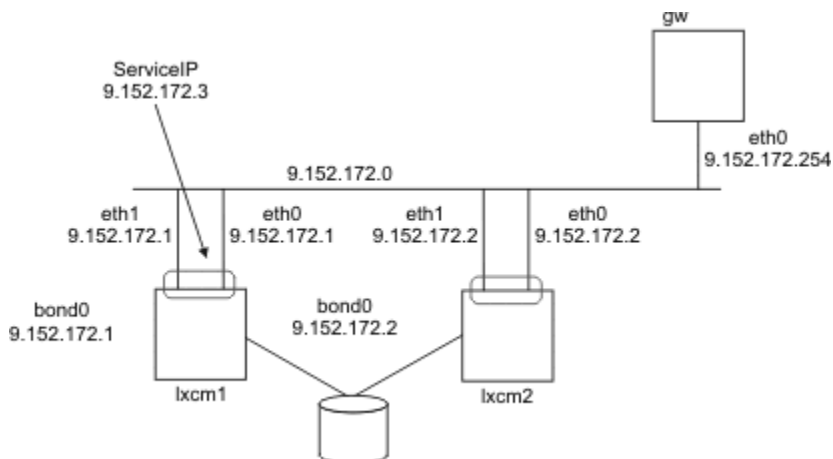 gw
ServiceIP
9.152.172.3
eth0
9.152.172.254
9.152.172.0
eth1
9.152.172.1
eth0
9.152.172.1
eth1
9.152.172.2
eth0
9.152.172.2
bond0
9.152.172.1
bond0
9.152.172.2
lxcm1
lxcm2